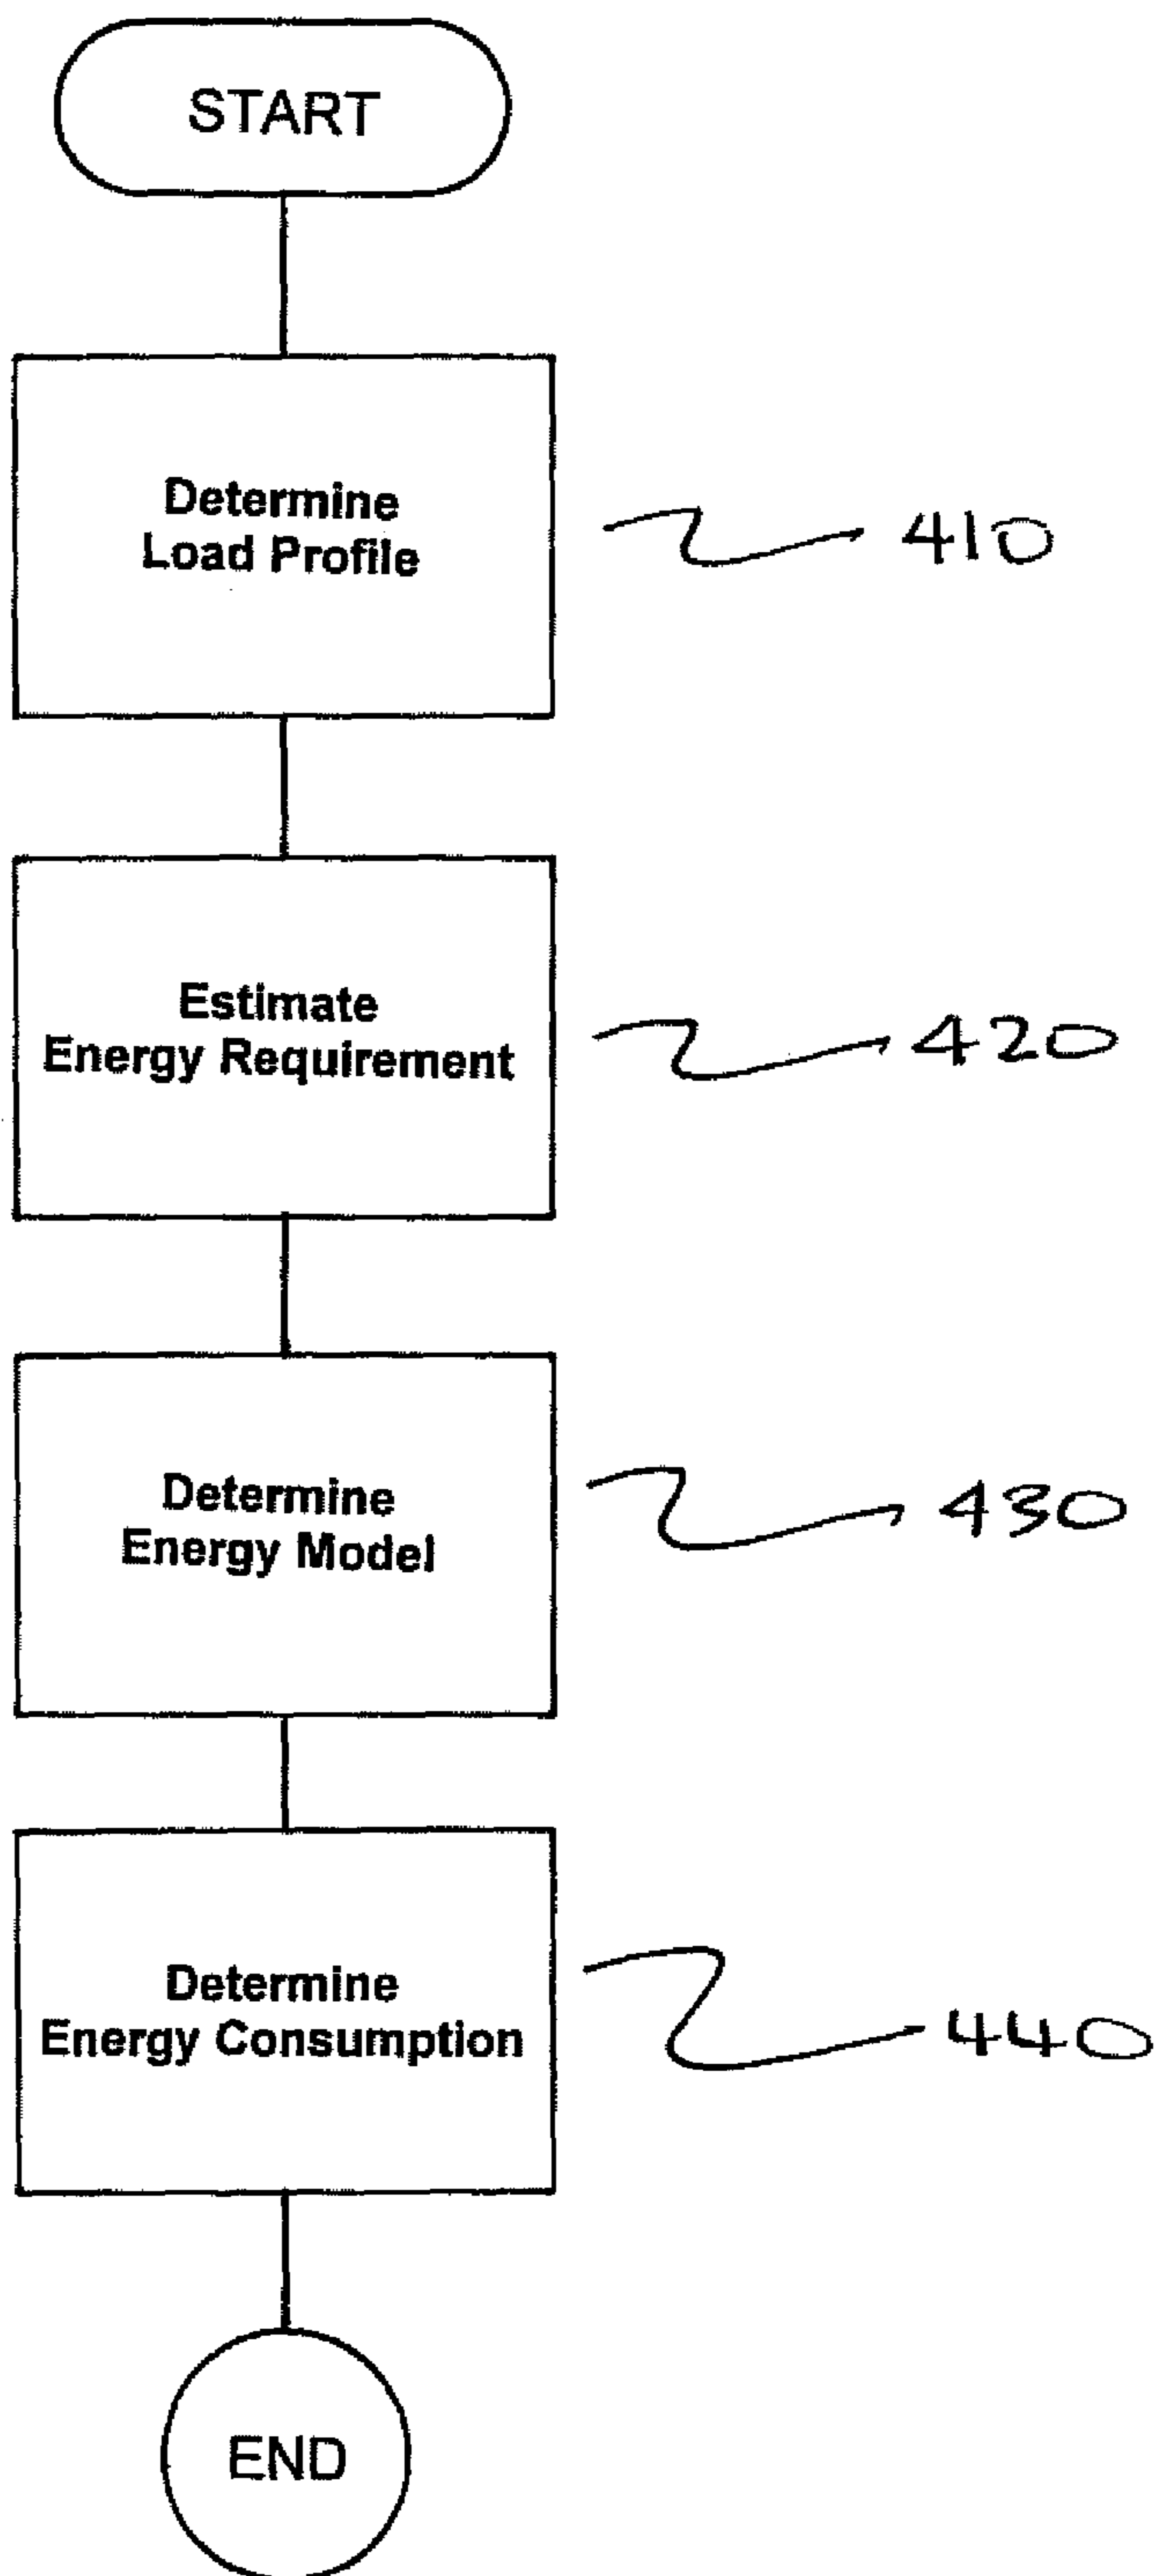 START
Determine
Load Profile
410
Estimate
Energy Requirement
420
Determine
Energy Model
430
Determine
Energy Consumption
440
END